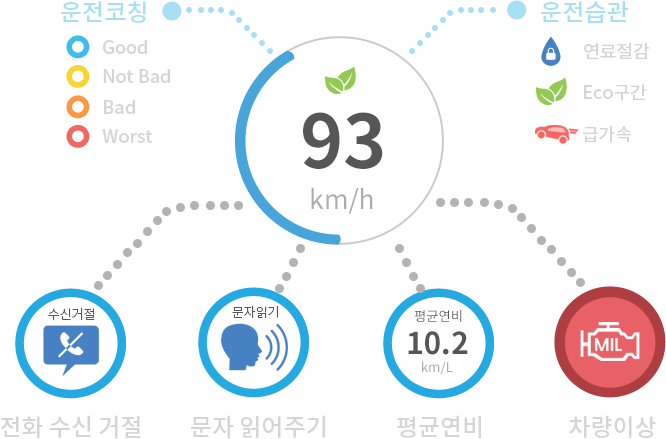 운전코칭
Good
Not Bad
Bad
Worst
운전습관
연료절감
Eco구간
급가속
93
km/h
수신거절
문자읽기
평균연비
10.2
km/L
MIL
전화 수신 거절
문자 읽어주기
평균연비
차량이상